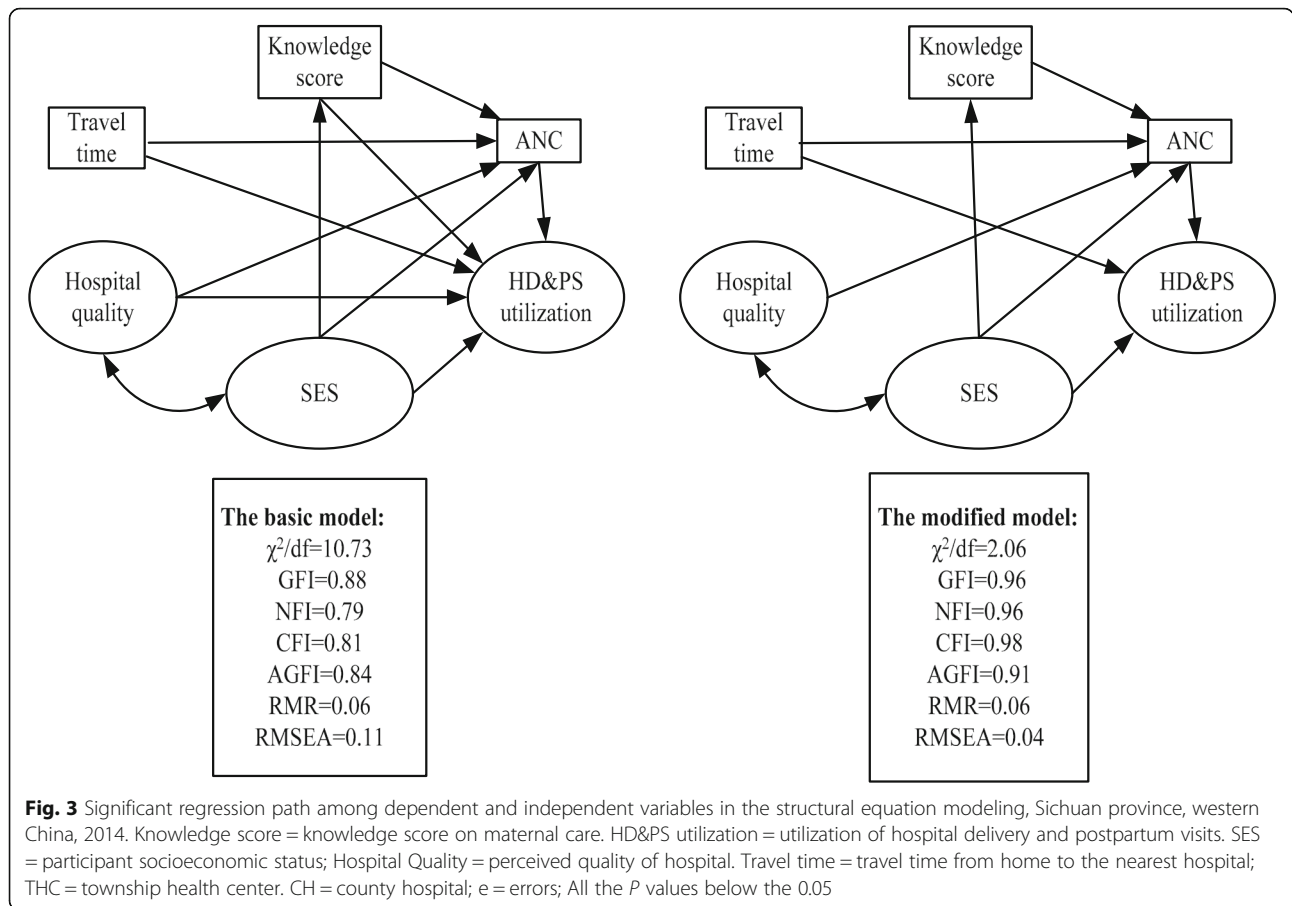 Knowledge
score
Travel
time
ANC
Hospital
quality
HD&PS
utilization
SES
The basic model:
χ²/df=10.73
GFI=0.88
NFI=0.79
CFI=0.81
AGFI=0.84
RMR=0.06
RMSEA=0.11
Knowledge
score
Travel
time
ANC
Hospital
quality
HD&PS
utilization
SES
The modified model:
χ²/df=2.06
GFI=0.96
NFI=0.96
CFI=0.98
AGFI=0.91
RMR=0.06
RMSEA=0.04
Fig. 3 Significant regression path among dependent and independent variables in the structural equation modeling, Sichuan province, western
China, 2014. Knowledge score = knowledge score on maternal care. HD&PS utilization = utilization of hospital delivery and postpartum visits. SES
= participant socioeconomic status; Hospital Quality = perceived quality of hospital. Travel time = travel time from home to the nearest hospital;
THC = township health center. CH = county hospital; e = errors; All the P values below the 0.05